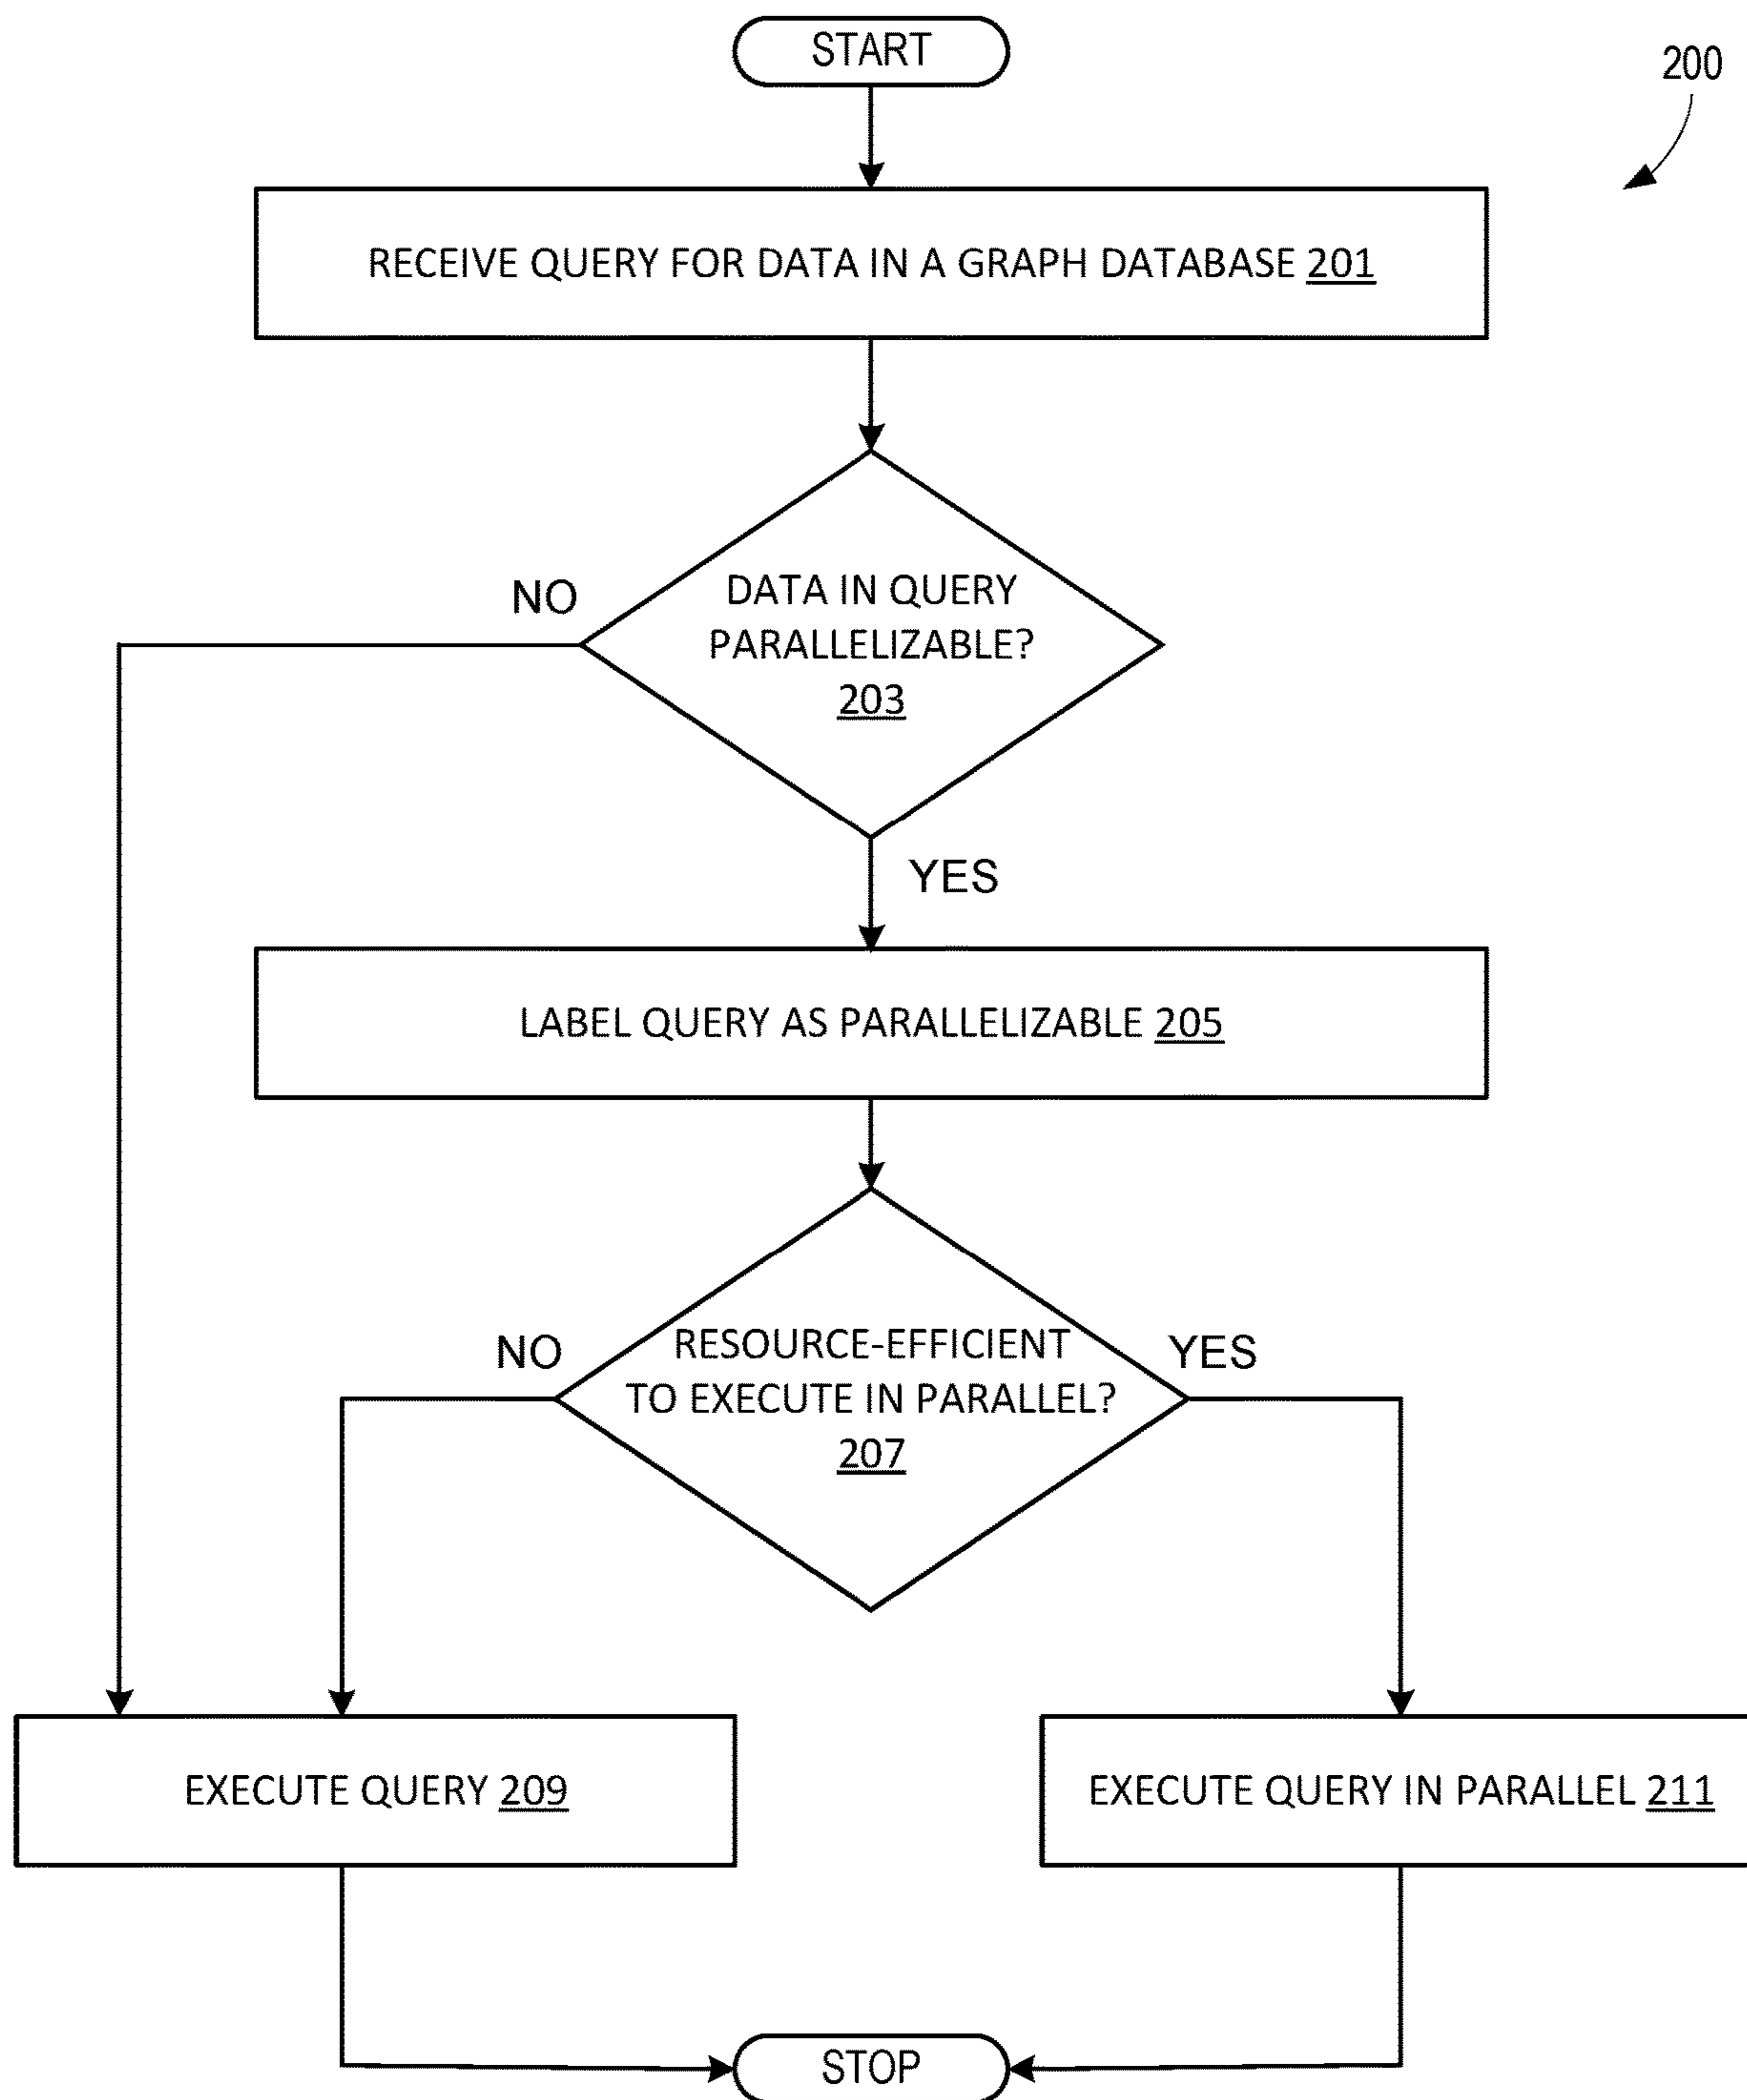 START
200
RECEIVE QUERY FOR DATA IN A GRAPH DATABASE 201
DATA IN QUERY
PARALLELIZABLE?
203
NO
YES
LABEL QUERY AS PARALLELIZABLE 205
RESOURCE-EFFICIENT
TO EXECUTE IN PARALLEL?
207
NO
YES
EXECUTE QUERY 209
EXECUTE QUERY IN PARALLEL 211
STOP